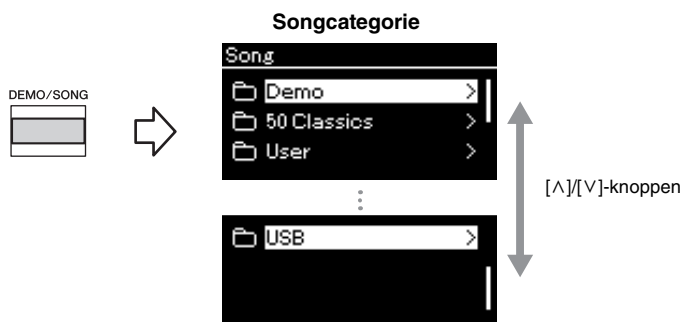 Songcategorie
DEMO/SONG
Song
Demo >
50 Classics >
User >
[∧]/[∨]-knoppen
USB >